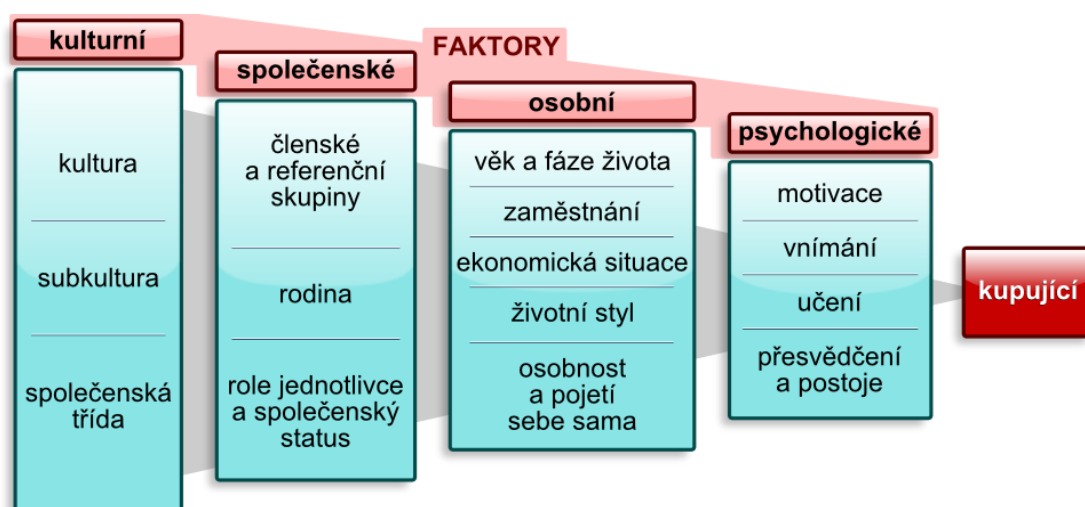 FAKTORY
kulturní
kultura
subkultura
společenská
třída
společenské
členské
a referenční
skupiny
rodina
role jednotlivce
a společenský
status
osobní
věk a fáze života
zaměstnání
ekonomická situace
životní styl
osobnost
a pojetí
sebe sama
psychologické
motivace
vnímání
učení
přesvědčení
a postoje
kupující